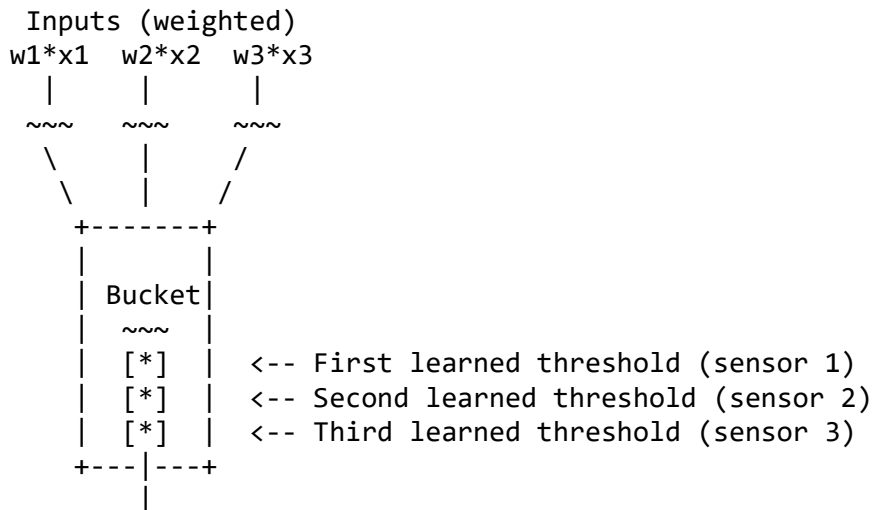 Inputs (weighted)
w1*x1  w2*x2  w3*x3
|      |      |
~~~   ~~~    ~~~
\     |     /
\    |    /
+-------+
|       |
| Bucket|
|  ~~~  |
|  [*]  |  <-- First learned threshold (sensor 1)
|  [*]  |  <-- Second learned threshold (sensor 2)
|  [*]  |  <-- Third learned threshold (sensor 3)
+---|---+
|